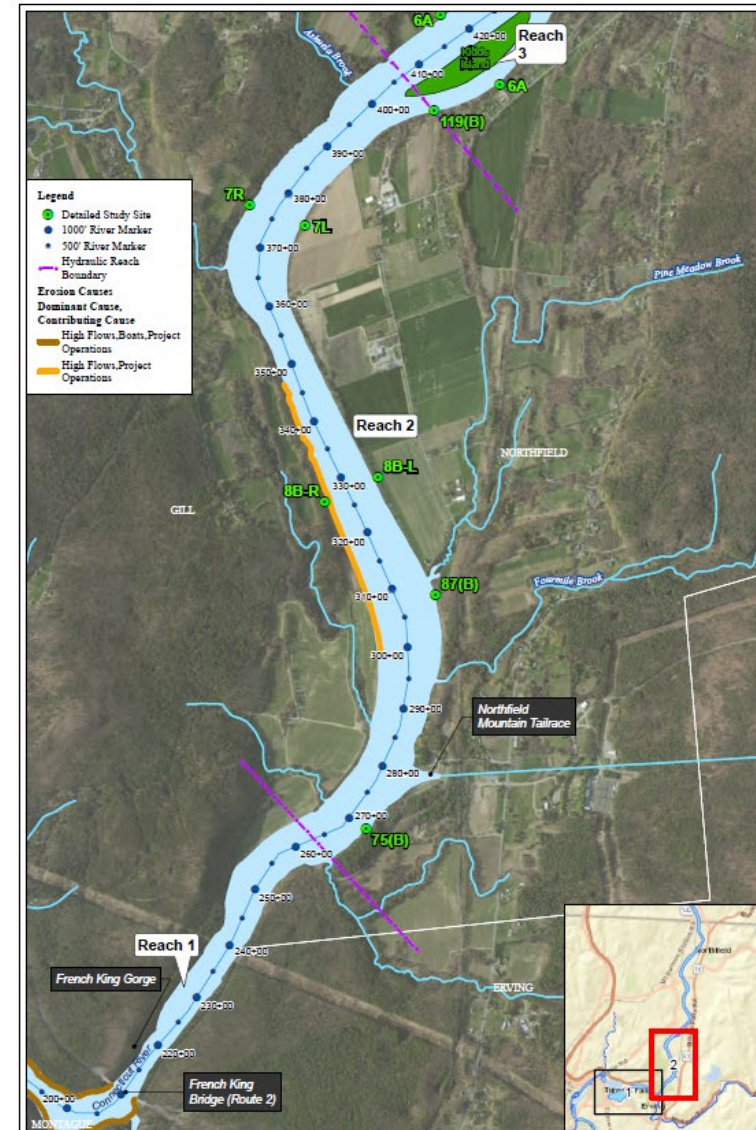 6A
420+00
Reach
3
Kidds
Island
Ashuela Brook
410+00
6A
400+00
119(B)
390+00
Legend
Detailed Study Site
1000' River Marker
500' River Marker
Hydraulic Reach
Boundary
Erosion Causes
Dominant Cause,
Contributing Cause
High Flows,Boats,Project
Operations
High Flows,Project
Operations
7R
380+00
7L
370+00
Pine Meadow Brook
360+00
350+00
Reach 2
340+00
NORTHFIELD
8B-L
330+00
8B-R
GILL
320+00
Fourmile Brook
87(B)
310+00
300+00
290+00
Northfield
Mountain Tailrace
280+00
270+00
75(B)
260+00
250+00
Reach 1
240+00
French King Gorge
ERVING
230+00
Connecticut River
220+00
French King
Bridge (Route 2)
200+00
MONTAGUE
Northfield
2
1
Erving